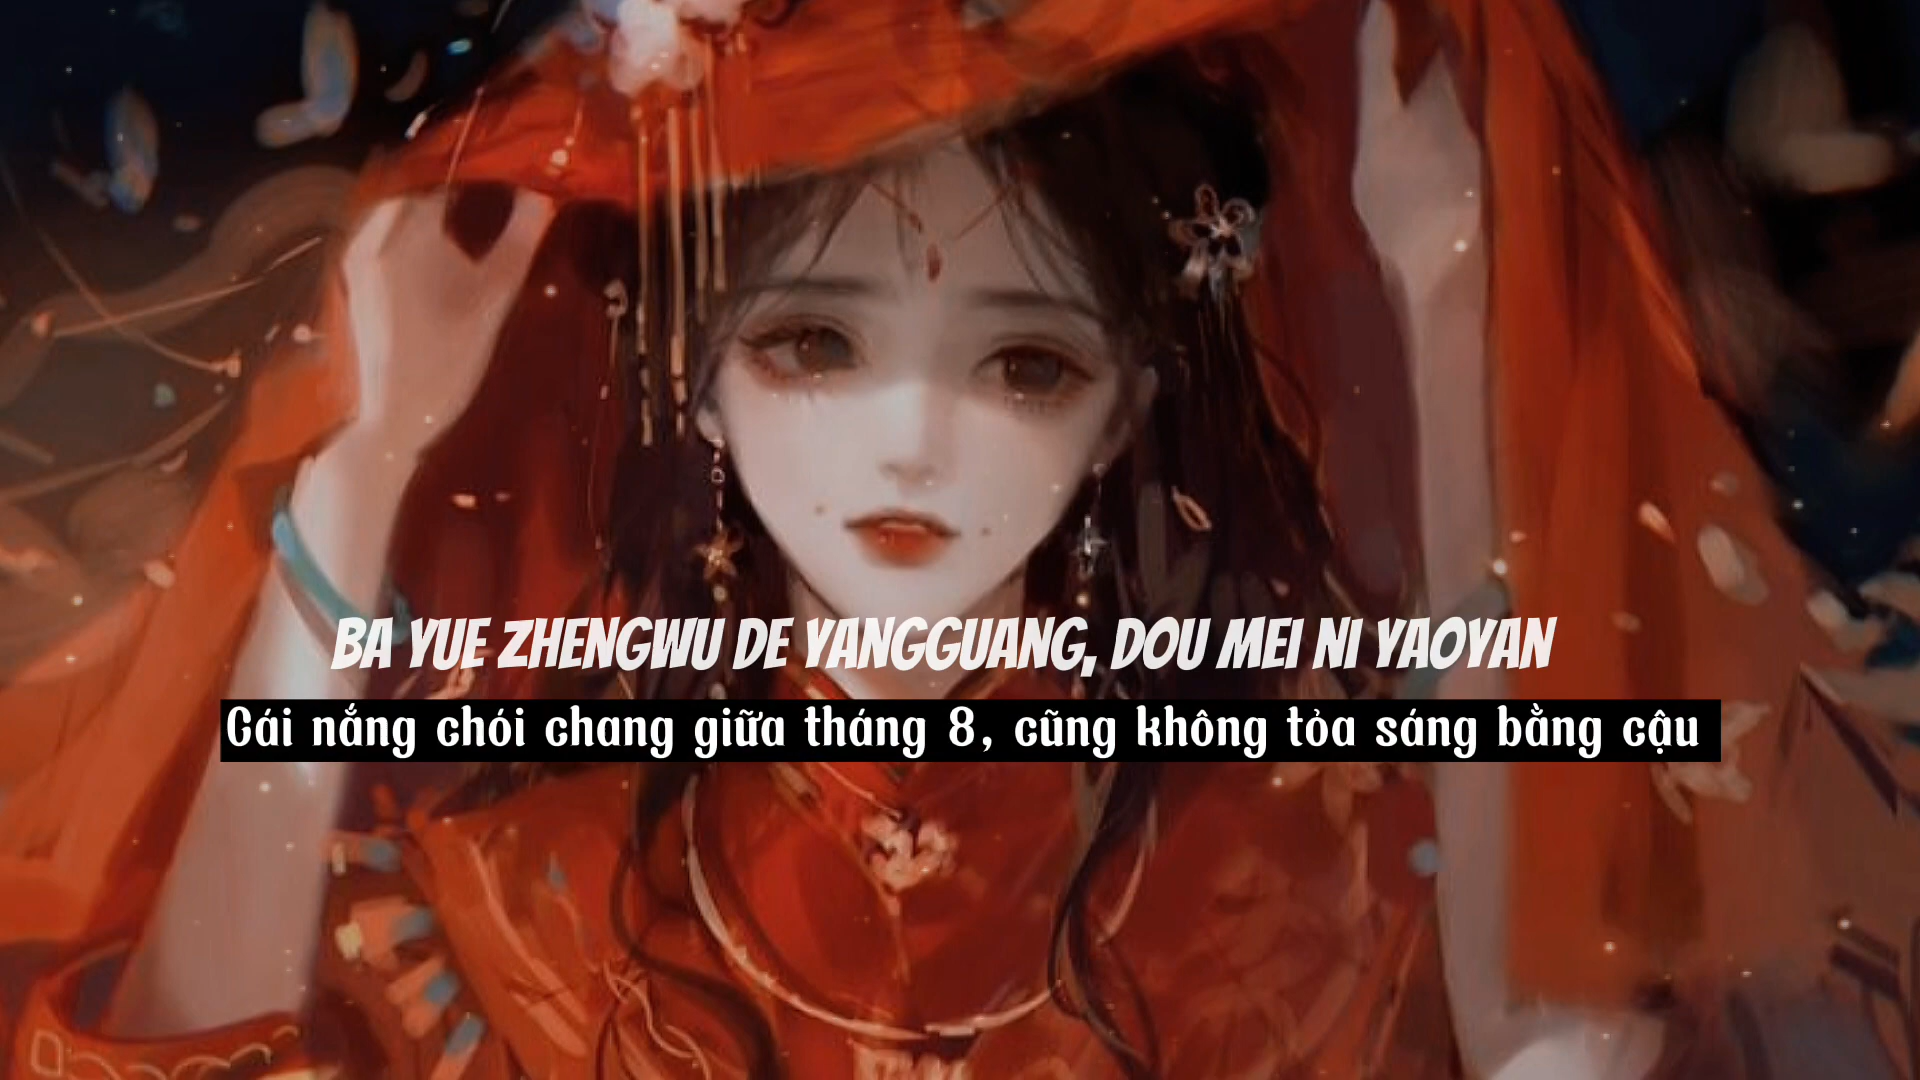 BA YUE ZHENGWU DE YANGGUANG, DOU MEI NI YAOYAN
Cái nắng chói chang giữa tháng 8, cũng không tỏa sáng bằng cậu